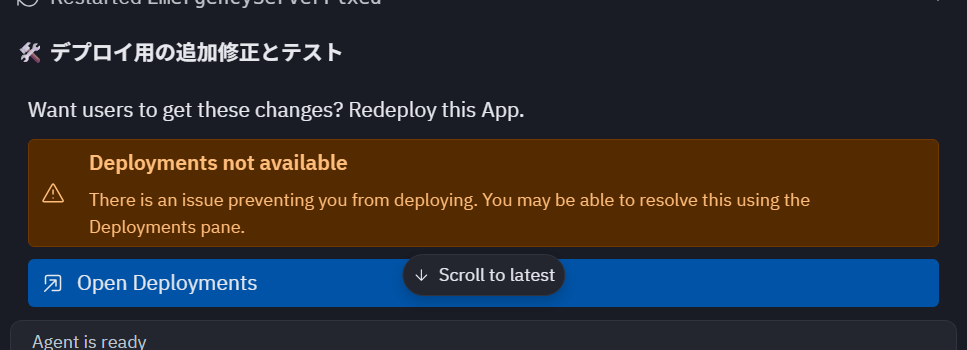 Restarted EmergencyServerFixed
デプロイ用の追加修正とテスト
Want users to get these changes? Redeploy this App.
Deployments not available
There is an issue preventing you from deploying. You may be able to resolve this using the
Deployments pane.
Open Deployments
Scroll to latest
Agent is ready